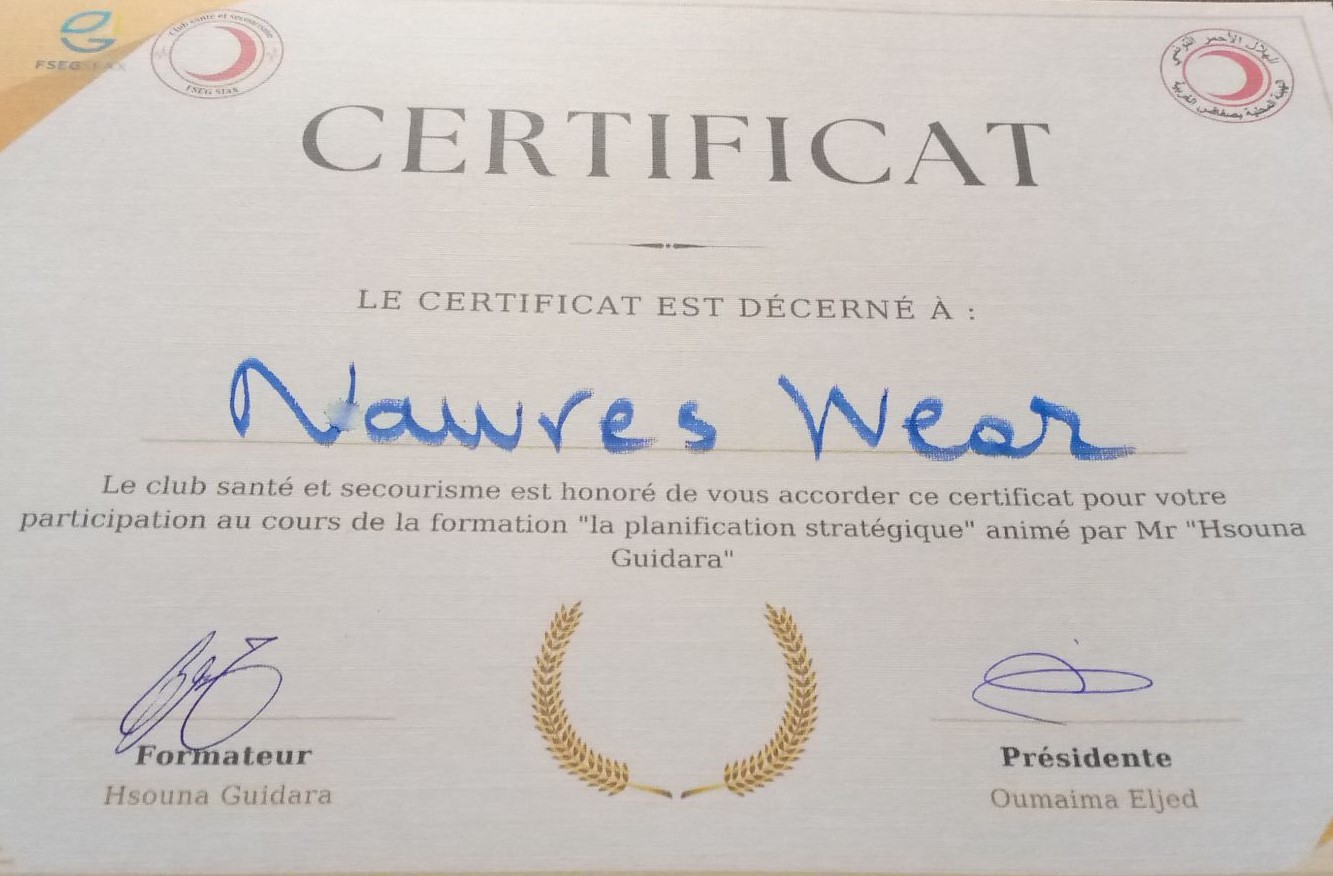 FSEG SFAX
Club santé et secourisme
FSEG SFAX
الهلال الأحمر التونسي
الهيئة المحلية بصفاقس الغربية
CERTIFICAT
LE CERTIFICAT EST DÉCERNÉ À :
Nawres Wear
Le club santé et secourisme est honoré de vous accorder ce certificat pour votre
participation au cours de la formation "la planification stratégique" animé par Mr "Hsouna
Guidara"
Formateur
Hsouna Guidara
Présidente
Oumaima Eljed